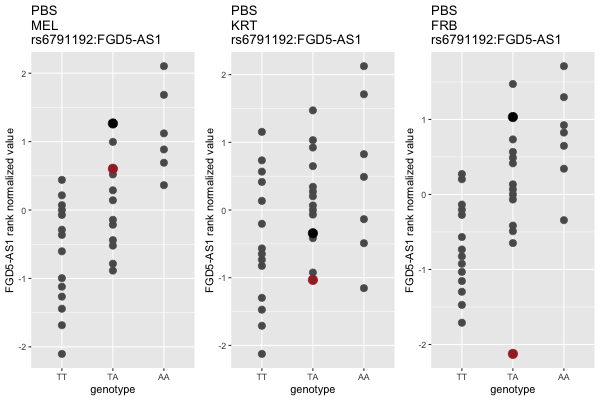 PBS
MEL
rs6791192:FGD5-AS1
FGD5-AS1 rank normalized value
2
1
0
-1
-2
TT
TA
AA
genotype
PBS
KRT
rs6791192:FGD5-AS1
FGD5-AS1 rank normalized value
2
1
0
-1
-2
TT
TA
AA
genotype
PBS
FRB
rs6791192:FGD5-AS1
FGD5-AS1 rank normalized value
1
0
-1
-2
TT
TA
AA
genotype